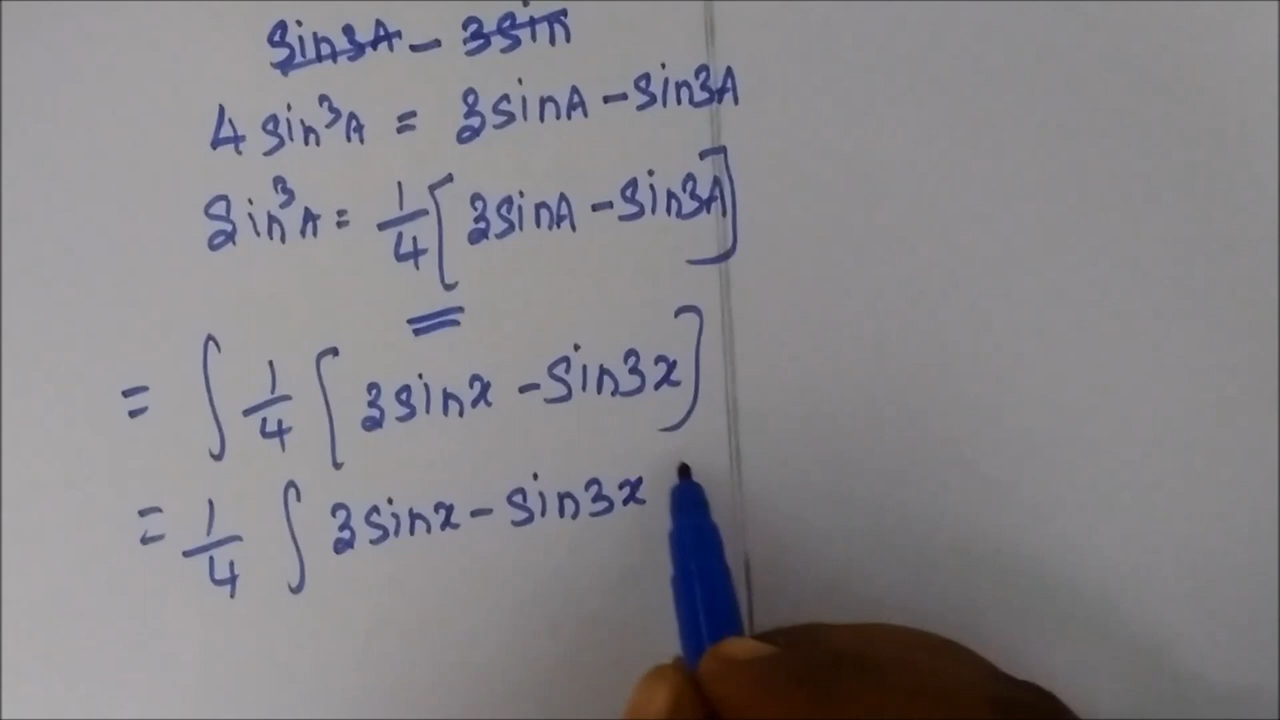 sin3A - 3sin
4 sin³A = 3sinA - sin3A
sin³A = 1/4 [3sinA - sin3A]
= ∫ 1/4 [3sinx - sin3x]
= 1/4 ∫ 3sinx - sin3x